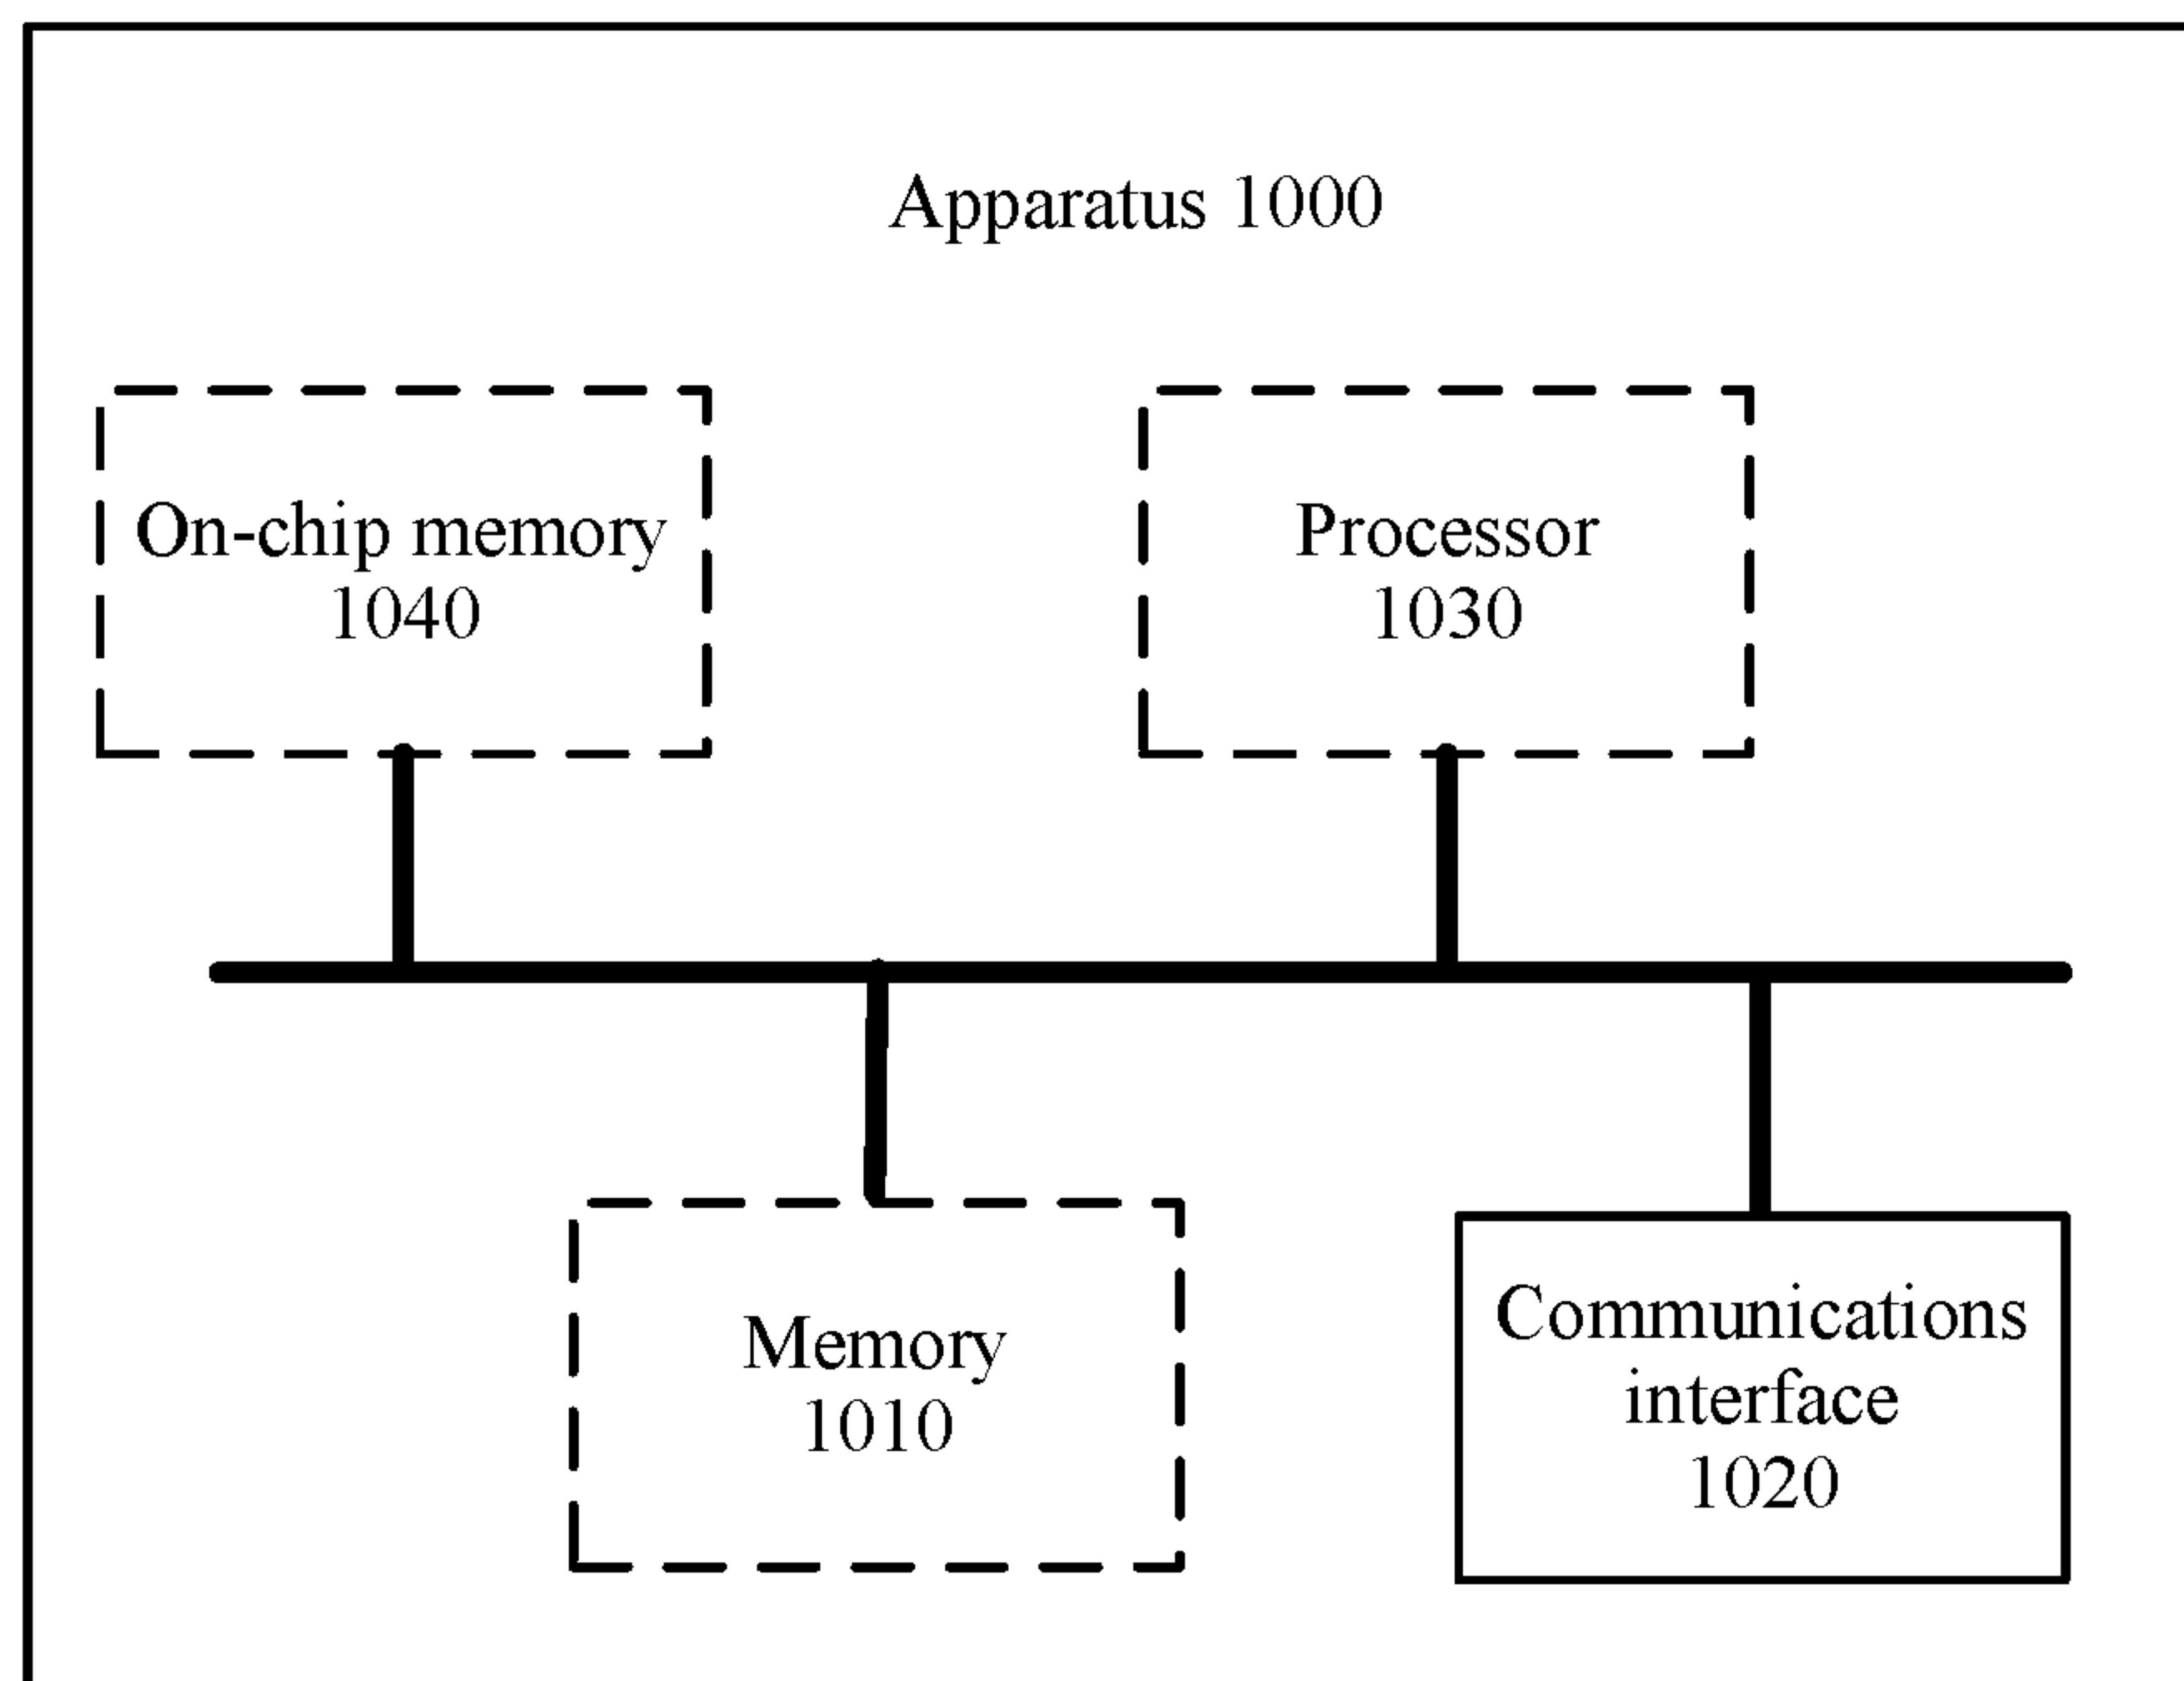 Apparatus 1000
On-chip memory
1040
Processor
1030
Memory
1010
Communications
interface
1020